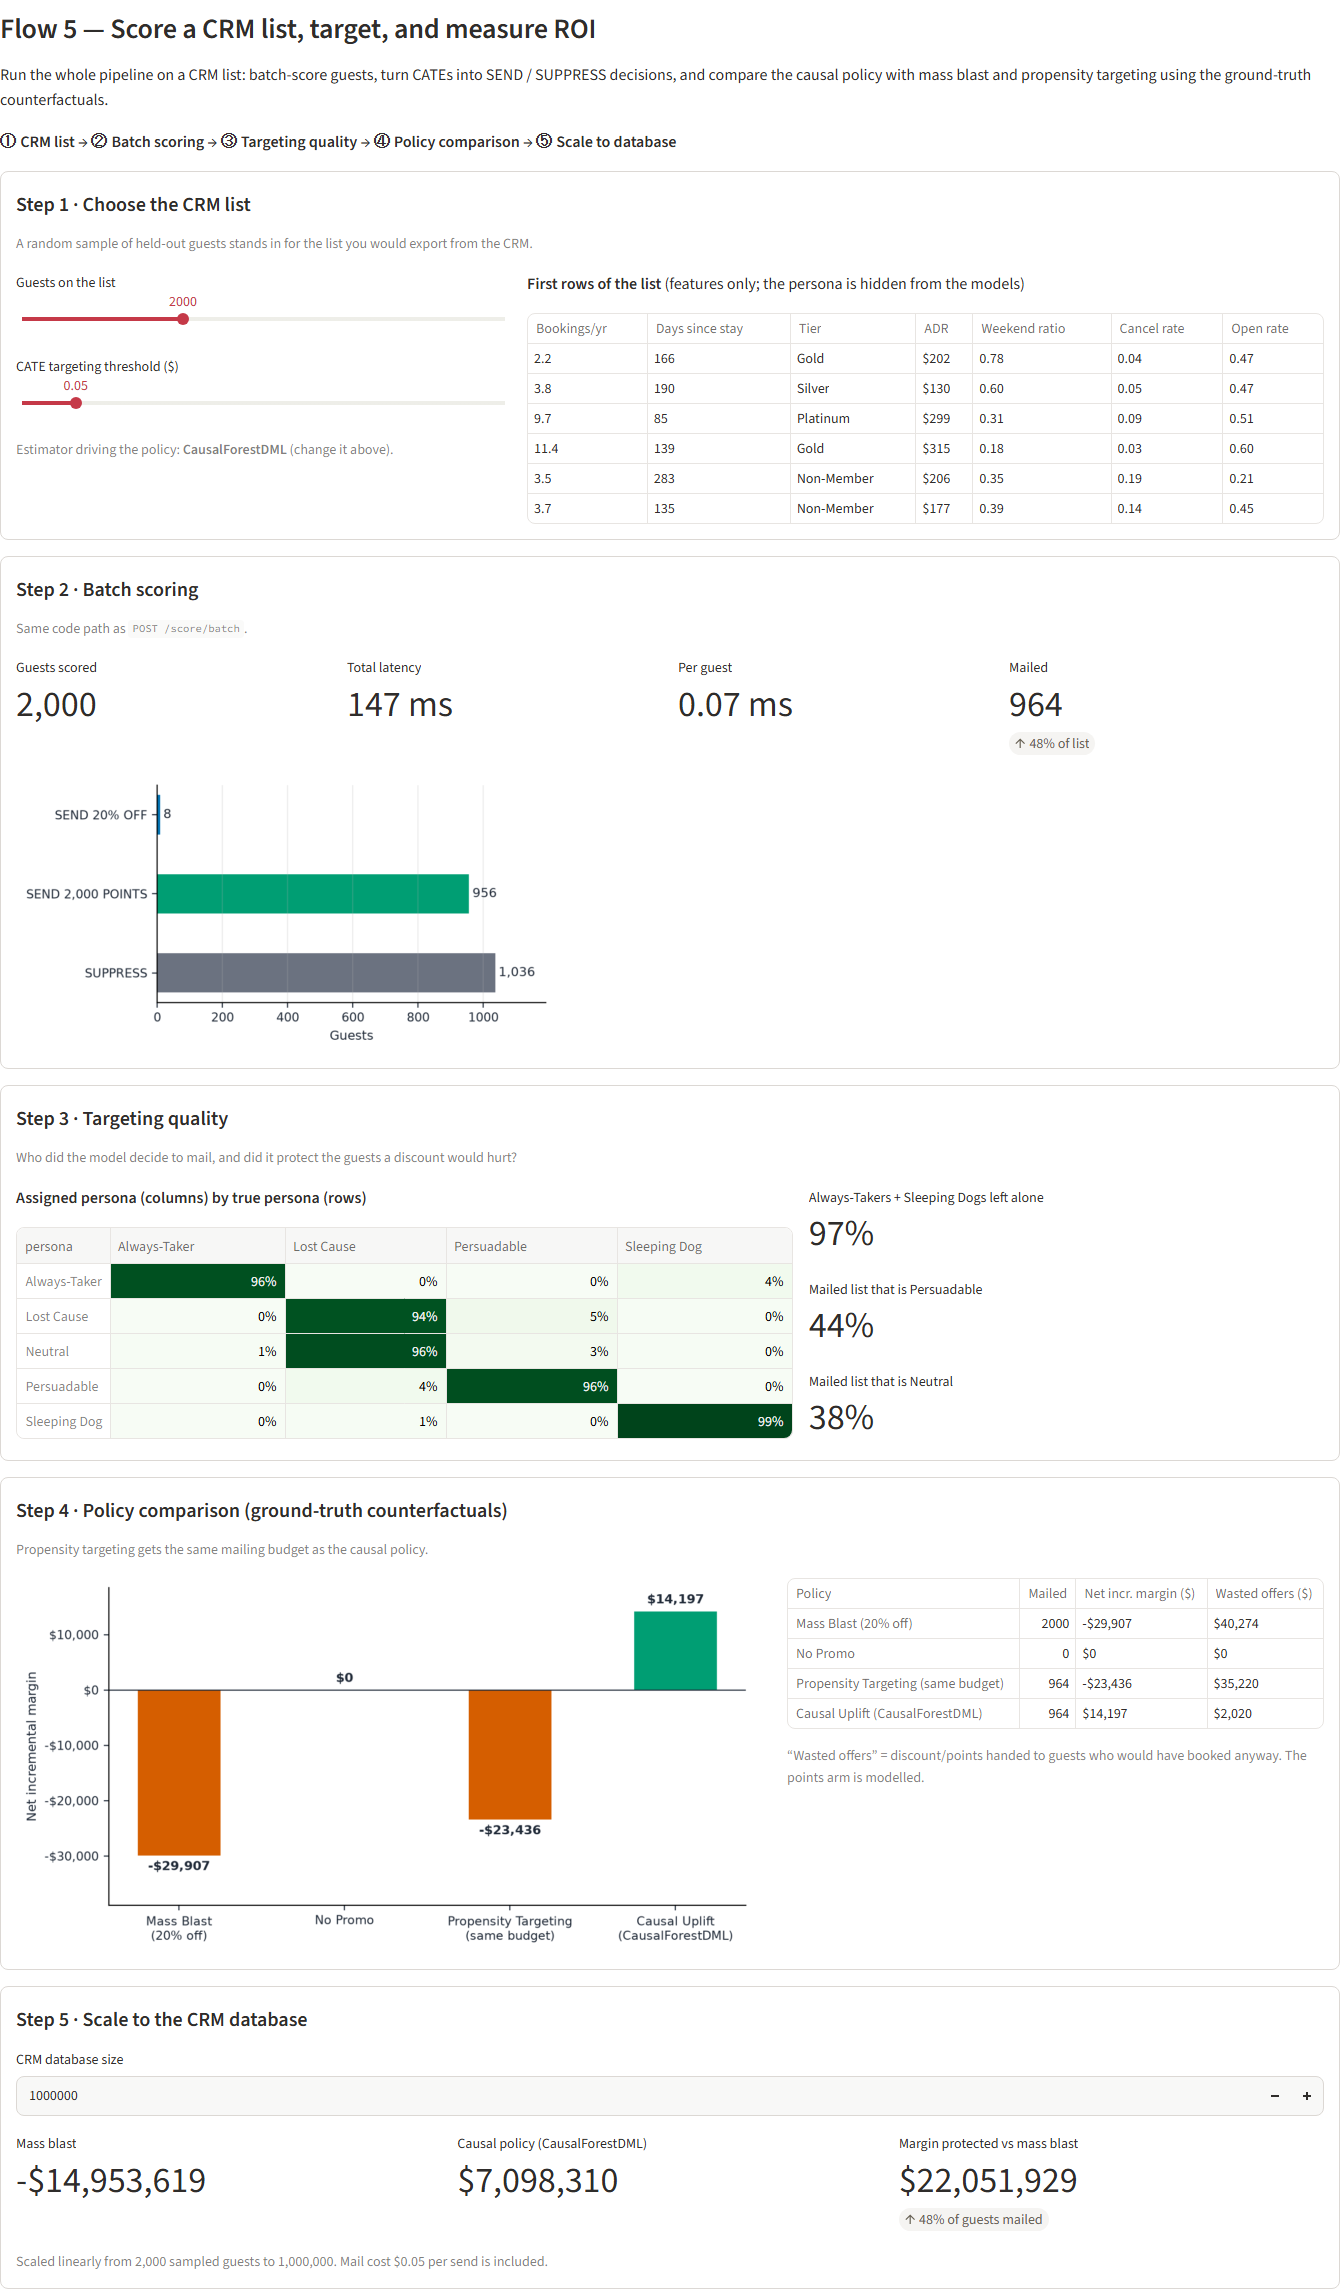 Flow 5 — Score a CRM list, target, and measure ROI
Run the whole pipeline on a CRM list: batch-score guests, turn CATEs into SEND / SUPPRESS decisions, and compare the causal policy with mass blast and propensity targeting using the ground-truth
counterfactuals.
① CRM list → ② Batch scoring → ③ Targeting quality → ④ Policy comparison → ⑤ Scale to database
Step 1 · Choose the CRM list
A random sample of held-out guests stands in for the list you would export from the CRM.
Guests on the list
2000
CATE targeting threshold ($)
0.05
Estimator driving the policy: CausalForestDML (change it above).
First rows of the list (features only; the persona is hidden from the models)
Bookings/yr Days since stay Tier ADR Weekend ratio Cancel rate Open rate
2.2 166 Gold $202 0.78 0.04 0.47
3.8 190 Silver $130 0.60 0.05 0.47
9.7 85 Platinum $299 0.31 0.09 0.51
11.4 139 Gold $315 0.18 0.03 0.60
3.5 283 Non-Member $206 0.35 0.19 0.21
3.7 135 Non-Member $177 0.39 0.14 0.45
Step 2 · Batch scoring
Same code path as POST /score/batch .
Guests scored Total latency Per guest Mailed
2,000 147 ms 0.07 ms 964
↑ 48% of list
SEND 20% OFF 8
SEND 2,000 POINTS 956
SUPPRESS 1,036
0 200 400 600 800 1000
Guests
Step 3 · Targeting quality
Who did the model decide to mail, and did it protect the guests a discount would hurt?
Assigned persona (columns) by true persona (rows)
persona Always-Taker Lost Cause Persuadable Sleeping Dog
Always-Taker 96% 0% 0% 4%
Lost Cause 0% 94% 5% 0%
Neutral 1% 96% 3% 0%
Persuadable 0% 4% 96% 0%
Sleeping Dog 0% 1% 0% 99%
Always-Takers + Sleeping Dogs left alone
97%
Mailed list that is Persuadable
44%
Mailed list that is Neutral
38%
Step 4 · Policy comparison (ground-truth counterfactuals)
Propensity targeting gets the same mailing budget as the causal policy.
Net incremental margin
$10,000
$0
-$10,000
-$20,000
-$30,000
-$29,907
$0
-$23,436
$14,197
Mass Blast
(20% off)
No Promo
Propensity Targeting
(same budget)
Causal Uplift
(CausalForestDML)
Policy Mailed Net incr. margin ($) Wasted offers ($)
Mass Blast (20% off) 2000 -$29,907 $40,274
No Promo 0 $0 $0
Propensity Targeting (same budget) 964 -$23,436 $35,220
Causal Uplift (CausalForestDML) 964 $14,197 $2,020
“Wasted offers” = discount/points handed to guests who would have booked anyway. The
points arm is modelled.
Step 5 · Scale to the CRM database
CRM database size
1000000 − +
Mass blast Causal policy (CausalForestDML) Margin protected vs mass blast
-$14,953,619 $7,098,310 $22,051,929
↑ 48% of guests mailed
Scaled linearly from 2,000 sampled guests to 1,000,000. Mail cost $0.05 per send is included.